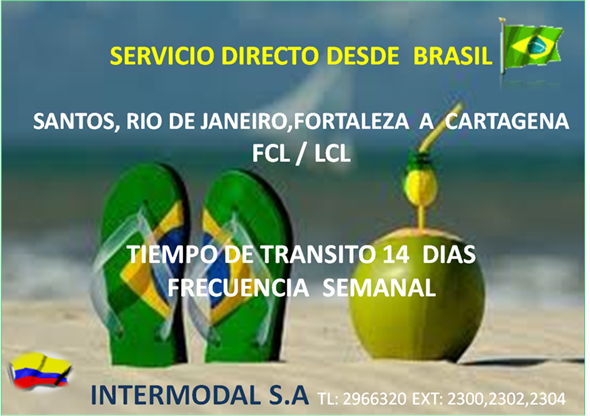 SERVICIO DIRECTO DESDE BRASIL
SANTOS, RIO DE JANEIRO,FORTALEZA A CARTAGENA
FCL / LCL
TIEMPO DE TRANSITO 14 DIAS
FRECUENCIA SEMANAL
INTERMODAL S.A TL: 2966320 EXT: 2300,2302,2304